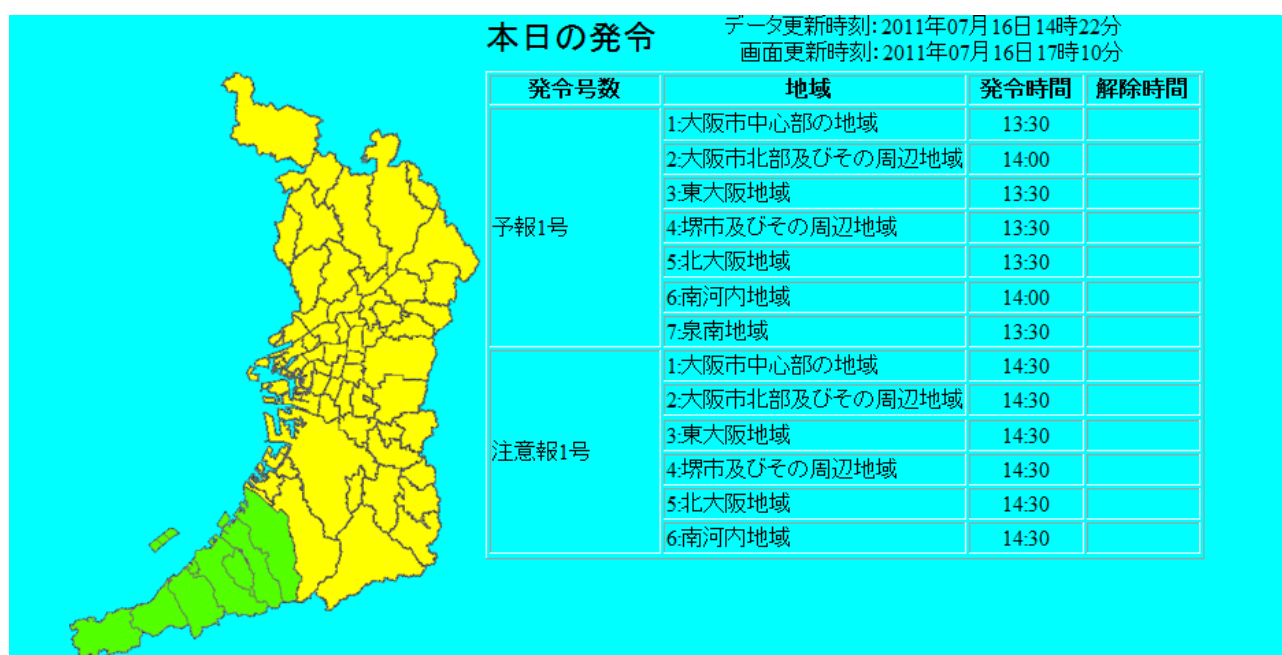 本日の発令
データ更新時刻：2011年07月16日14時22分
画面更新時刻：2011年07月16日17時10分
発令号数 地域 発令時間 解除時間
予報1号
1:大阪市中心部の地域 13:30
2:大阪市北部及びその周辺地域 14:00
3:東大阪地域 13:30
4:堺市及びその周辺地域 13:30
5:北大阪地域 13:30
6:南河内地域 14:00
7:泉南地域 13:30
注意報1号
1:大阪市中心部の地域 14:30
2:大阪市北部及びその周辺地域 14:30
3:東大阪地域 14:30
4:堺市及びその周辺地域 14:30
5:北大阪地域 14:30
6:南河内地域 14:30